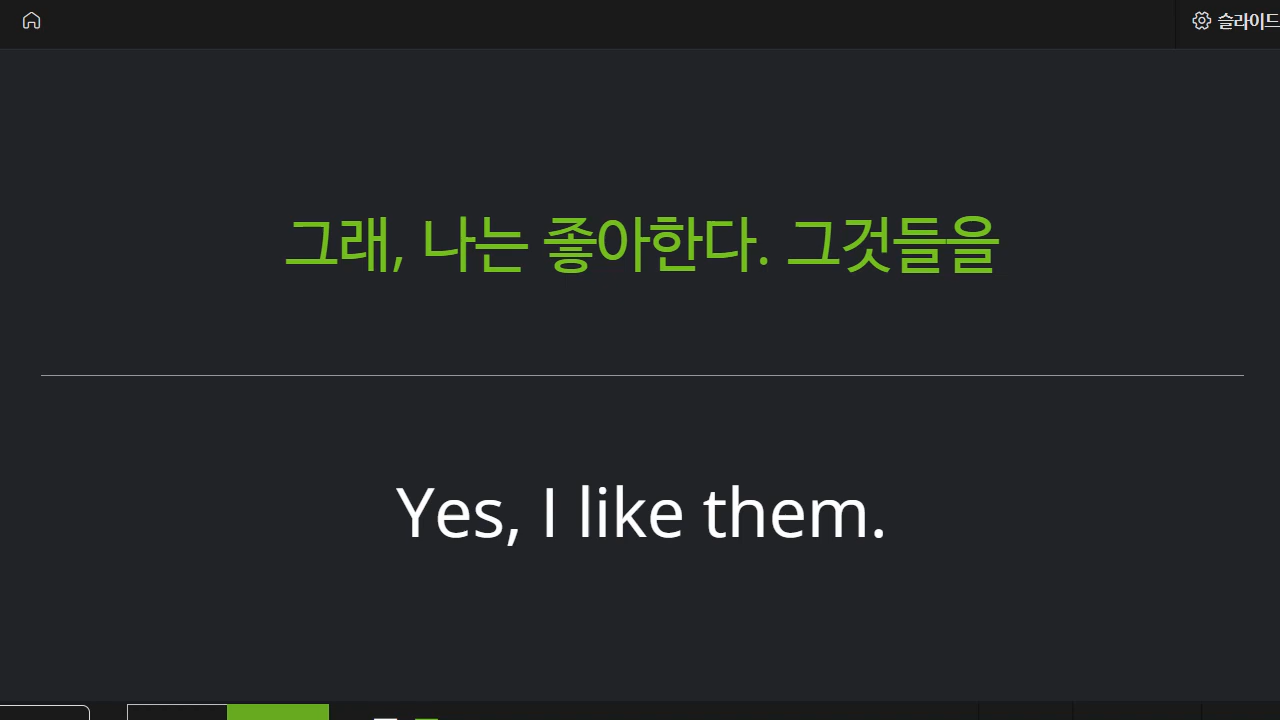 슬라이드
그래, 나는 좋아한다. 그것들을
Yes, I like them.